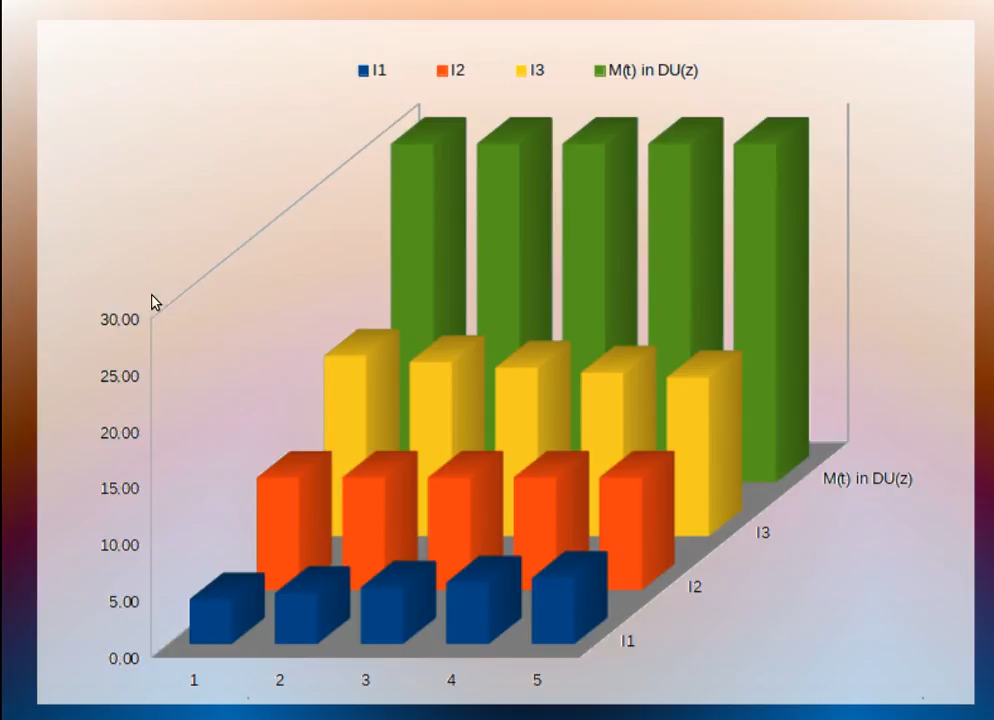 I1 I2 I3 M(t) in DU(z)
30.00
25.00
20.00
15.00
10.00
5.00
0.00
M(t) in DU(z)
I3
I2
I1
1 2 3 4 5